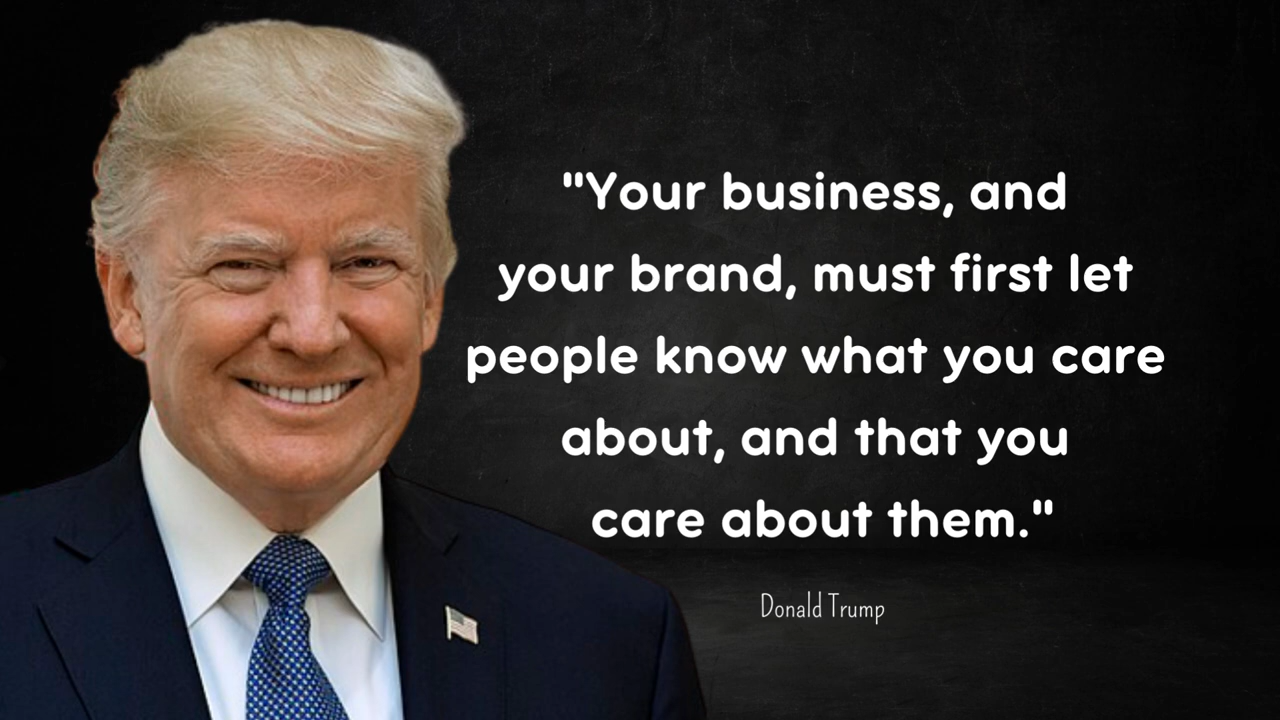 "Your business, and
your brand, must first let
people know what you care
about, and that you
care about them."
Donald Trump